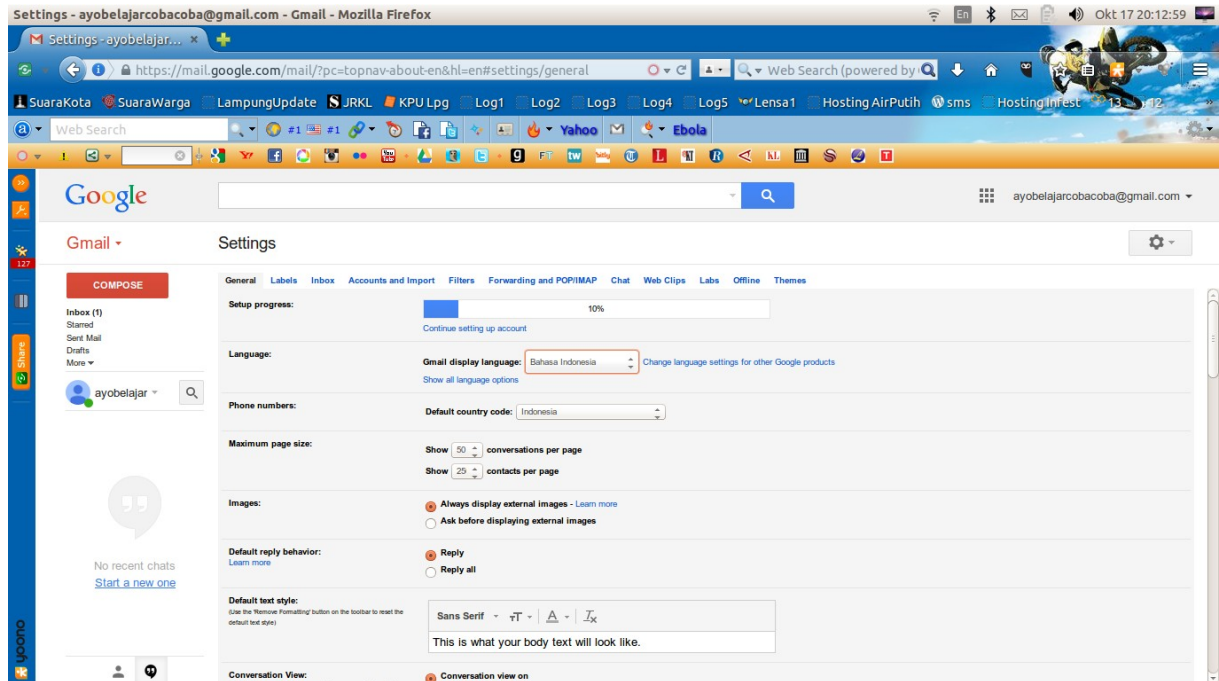 Settings - ayobelajarcobacoba@gmail.com - Gmail - Mozilla Firefox
En
Okt 17 20:12:59
Settings - ayobelajar...
https://mail.google.com/mail/?pc=topnav-about-en&hl=en#settings/general
Web Search (powered by
SuaraKota SuaraWarga LampungUpdate JRKL KPU Lpg Log1 Log2 Log3 Log4 Log5 Lensa1 Hosting AirPutih sms Hosting Infest 13 12
Web Search #1 #1 Yahoo Ebola
Google
ayobelajarcobacoba@gmail.com
Gmail
Settings
127
COMPOSE
General Labels Inbox Accounts and Import Filters Forwarding and POP/IMAP Chat Web Clips Labs Offline Themes
Setup progress: 10%
Continue setting up account
Inbox (1)
Starred
Sent Mail
Drafts
More
Share
Language: Gmail display language: Bahasa Indonesia Change language settings for other Google products
Show all language options
ayobelajar
Phone numbers: Default country code: Indonesia
Maximum page size: Show 50 conversations per page
Show 25 contacts per page
Images: Always display external images - Learn more
Ask before displaying external images
No recent chats
Start a new one
Default reply behavior: Reply
Learn more
Reply all
Default text style:
(Use the 'Remove Formatting' button on the toolbar to reset the default text style)
Sans Serif
This is what your body text will look like.
yoono
Conversation View: Conversation view on